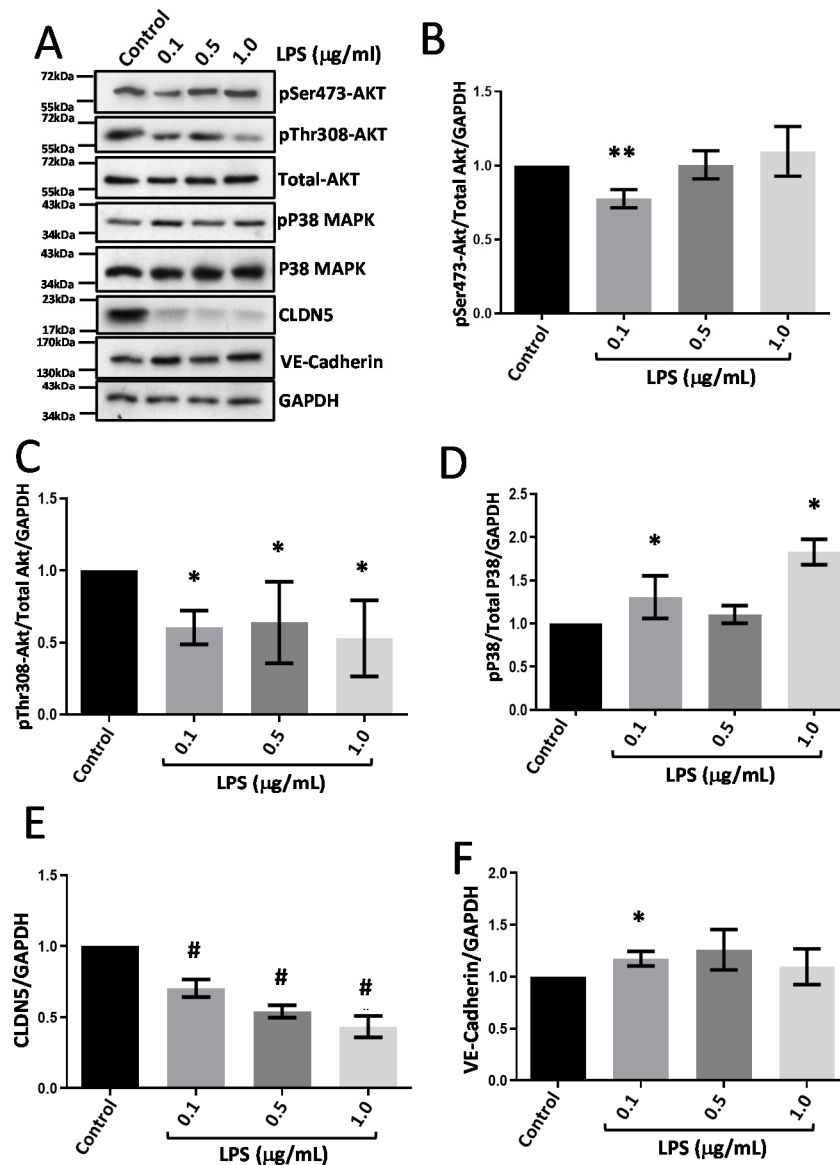 A
Control
0.1
0.5
1.0
LPS (μg/ml)
72kDa
55kDa
pSer473-AKT
72kDa
55kDa
pThr308-AKT
72kDa
55kDa
Total-AKT
43kDa
34kDa
pP38 MAPK
43kDa
34kDa
P38 MAPK
23kDa
17kDa
CLDN5
170kDa
130kDa
VE-Cadherin
43kDa
34kDa
GAPDH
B
pSer473-Akt/Total Akt/GAPDH
1.5
1.0
0.5
0.0
**
Control
0.1
0.5
1.0
LPS (μg/mL)
C
pThr308-Akt/Total Akt/GAPDH
1.5
1.0
0.5
0.0
*
*
*
Control
0.1
0.5
1.0
LPS (μg/mL)
D
pP38/Total P38/GAPDH
2.5
2.0
1.5
1.0
0.5
0.0
*
*
Control
0.1
0.5
1.0
LPS (μg/mL)
E
CLDN5/GAPDH
1.5
1.0
0.5
0.0
#
#
#
Control
0.1
0.5
1.0
LPS (μg/mL)
F
VE-Cadherin/GAPDH
2.0
1.5
1.0
0.5
0.0
*
Control
0.1
0.5
1.0
LPS (μg/mL)